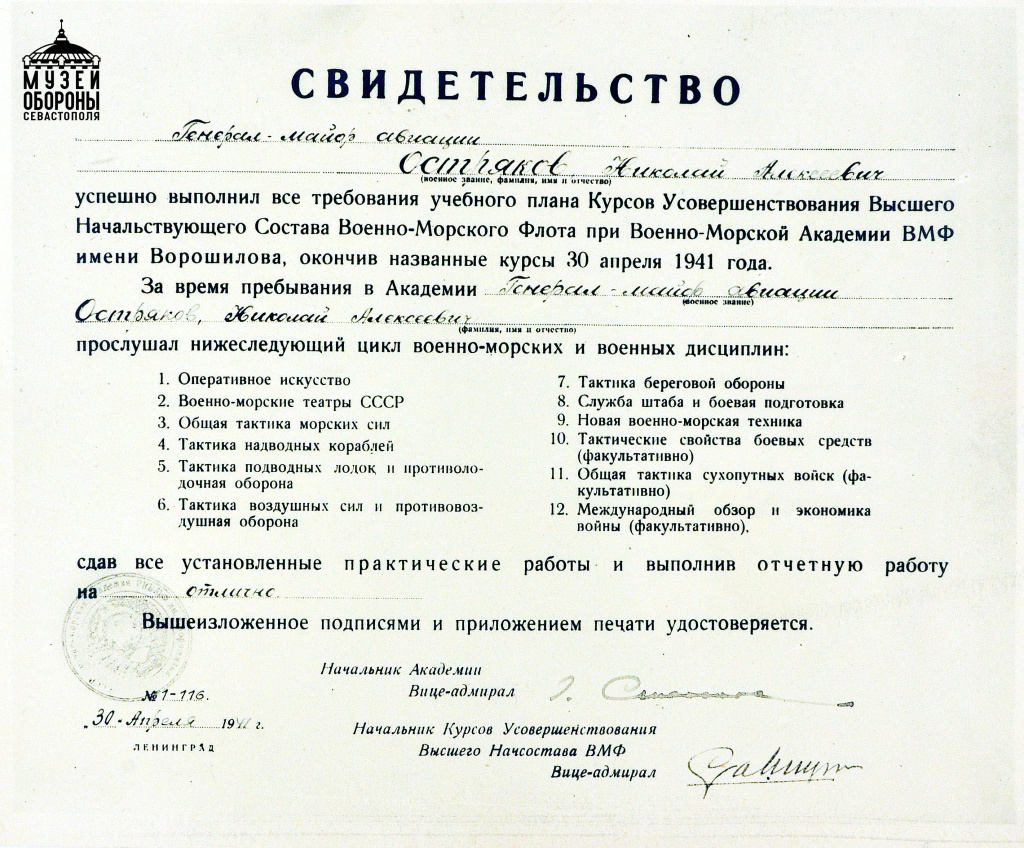 МУЗЕЙ
ОБОРОНЫ
СЕВАСТОПОЛЯ
СВИДЕТЕЛЬСТВО
Генерал-майор авиации
Остряков, Николай Алексеевич
(военное звание, фамилия, имя и отчество)
успешно выполнил все требования учебного плана Курсов Усовершенствования Высшего
Начальствующего Состава Военно-Морского Флота при Военно-Морской Академии ВМФ
имени Ворошилова, окончив названные курсы 30 апреля 1941 года.
За время пребывания в Академии Генерал-майор авиации
(военное звание)
Остряков, Николай Алексеевич
(фамилия, имя и отчество)
прослушал нижеследующий цикл военно-морских и военных дисциплин:
1. Оперативное искусство
2. Военно-морские театры СССР
3. Общая тактика морских сил
4. Тактика надводных кораблей
5. Тактика подводных лодок и противоло-
дочная оборона
6. Тактика воздушных сил и противовоз-
душная оборона
7. Тактика береговой обороны
8. Служба штаба и боевая подготовка
9. Новая военно-морская техника
10. Тактические свойства боевых средств
(факультативно)
11. Общая тактика сухопутных войск (фа-
культативно)
12. Международный обзор и экономика
войны (факультативно),
сдав все установленные практические работы и выполнив отчетную работу
на отлично.
Вышеизложенное подписями и приложением печати удостоверяется.
Начальник Академии
Вице-адмирал
№1-116.
„30" Апреля 1941 г.
ЛЕНИНГРАД
Начальник Курсов Усовершенствования
Высшего Начсостава ВМФ
Вице-адмирал